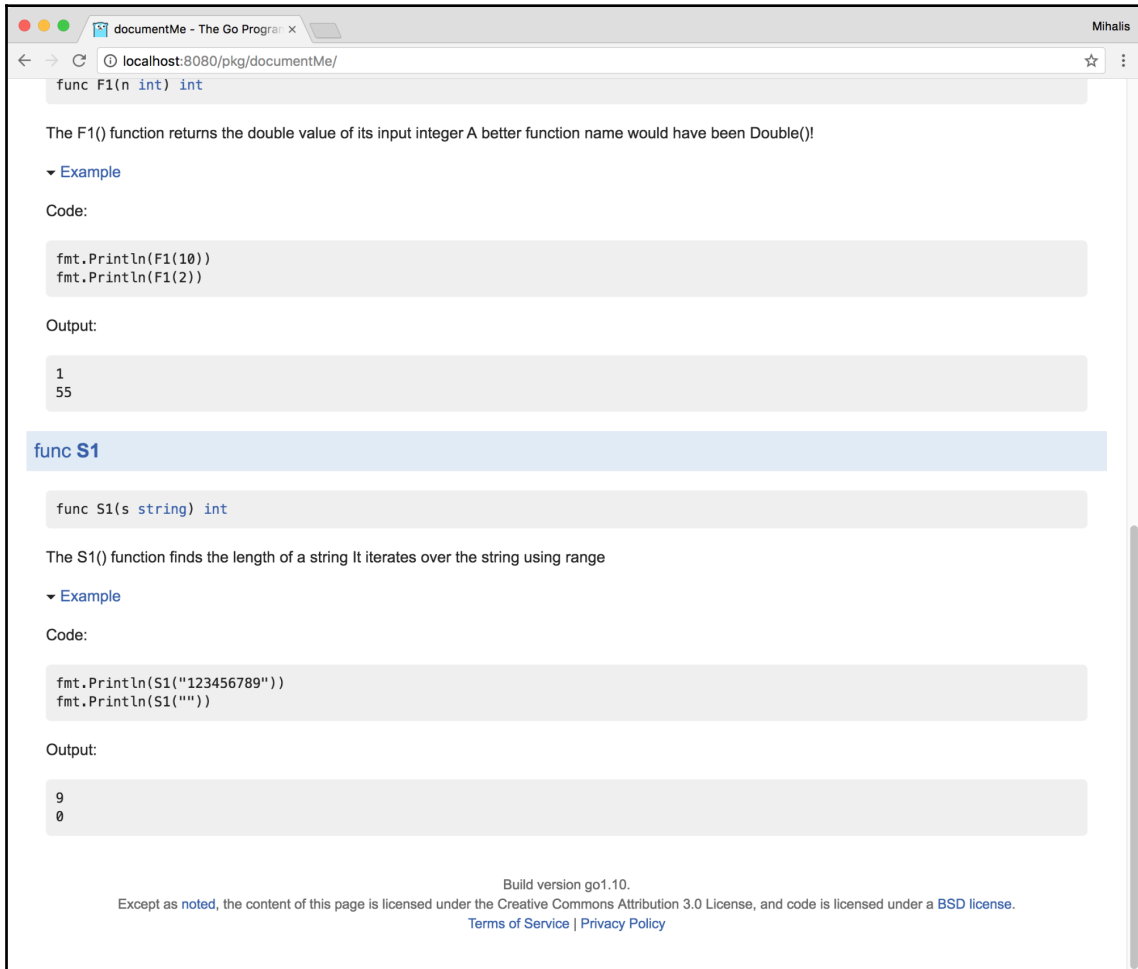 documentMe - The Go Progran
Mihalis
localhost:8080/pkg/documentMe/
func F1(n int) int
The F1() function returns the double value of its input integer A better function name would have been Double()!
Example
Code:
fmt.Println(F1(10))
fmt.Println(F1(2))
Output:
1
55
func S1
func S1(s string) int
The S1() function finds the length of a string It iterates over the string using range
Example
Code:
fmt.Println(S1("123456789"))
fmt.Println(S1(""))
Output:
9
0
Build version go1.10.
Except as noted, the content of this page is licensed under the Creative Commons Attribution 3.0 License, and code is licensed under a BSD license.
Terms of Service | Privacy Policy